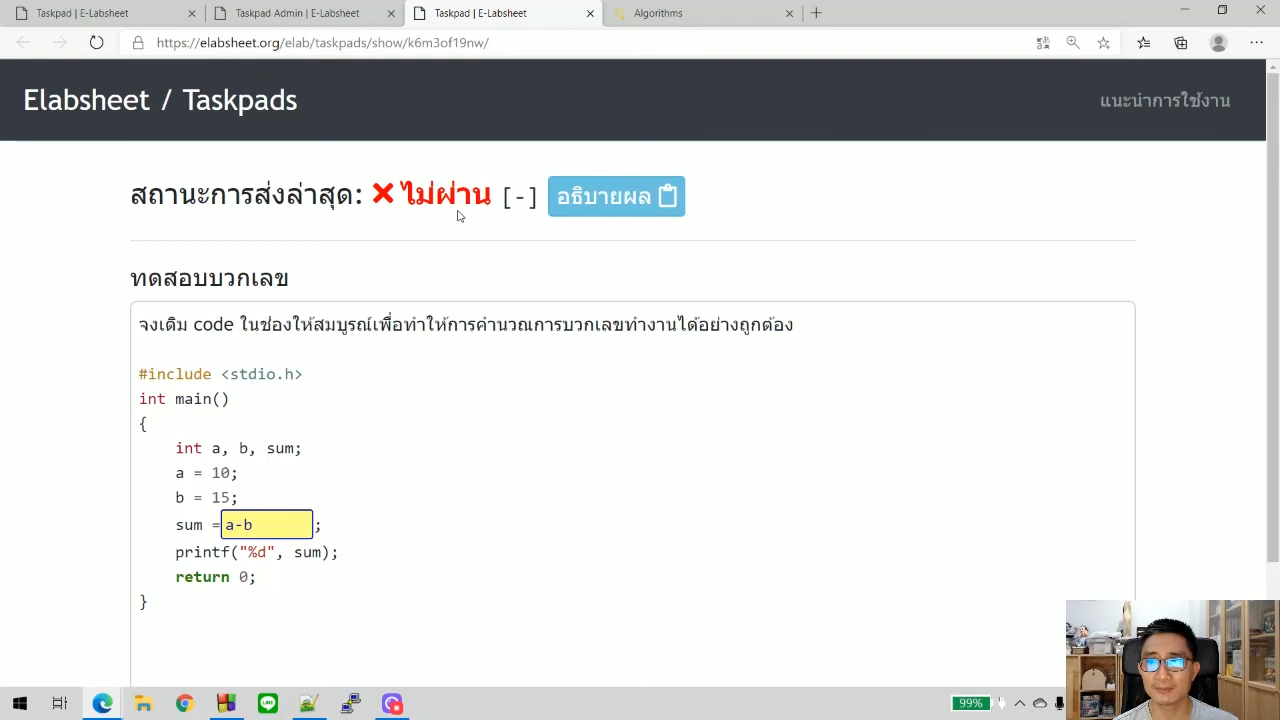 Taskpad | E-Labsheet
Taskpad Admin | E-Labsheet
Taskpad | E-Labsheet
Algorithms
https://elabsheet.org/elab/taskpads/show/k6m3of19nw/
Elabsheet / Taskpads
แนะนำการใช้งาน
สถานะการส่งล่าสุด: ไม่ผ่าน [-] อธิบายผล
ทดสอบบวกเลข
จงเติม code ในช่องให้สมบูรณ์เพื่อทำให้การคำนวณการบวกเลขทำงานได้อย่างถูกต้อง
#include <stdio.h>
int main()
{
int a, b, sum;
a = 10;
b = 15;
sum = a-b ;
printf("%d", sum);
return 0;
}
99%